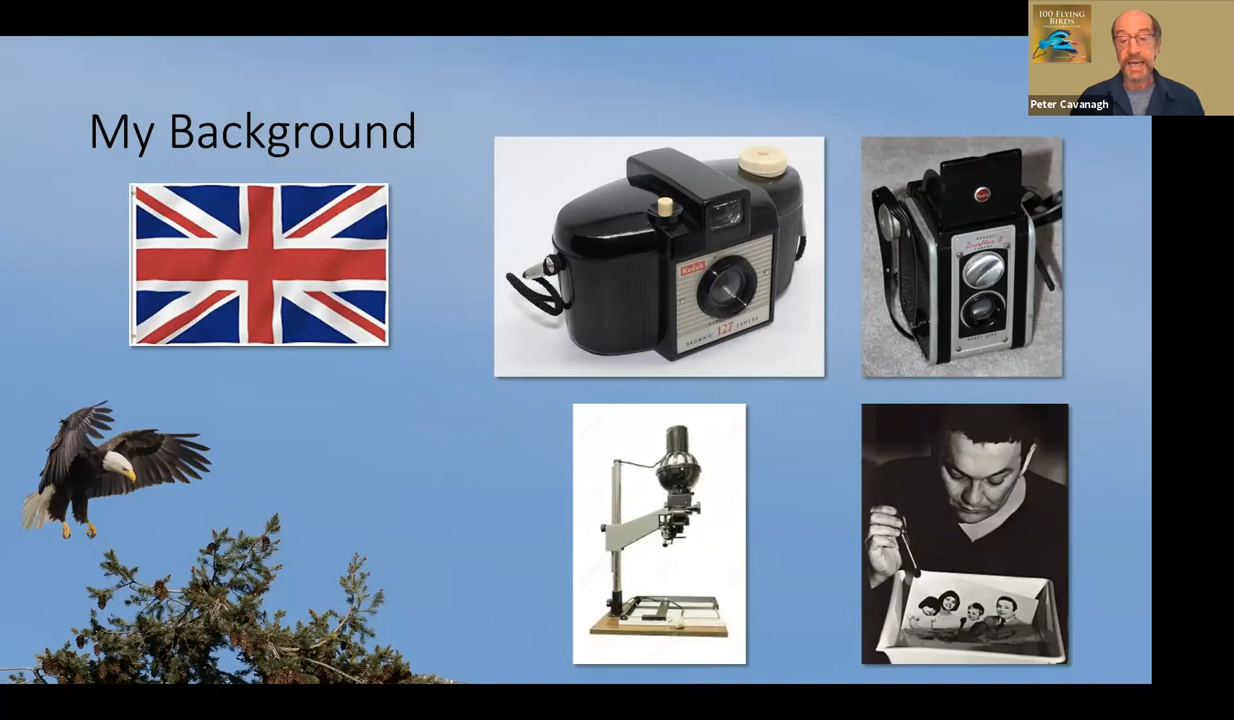 My Background
100 FLYING
BIRDS
Peter Cavanagh
Kodak
127
BROWNIE CAMERA